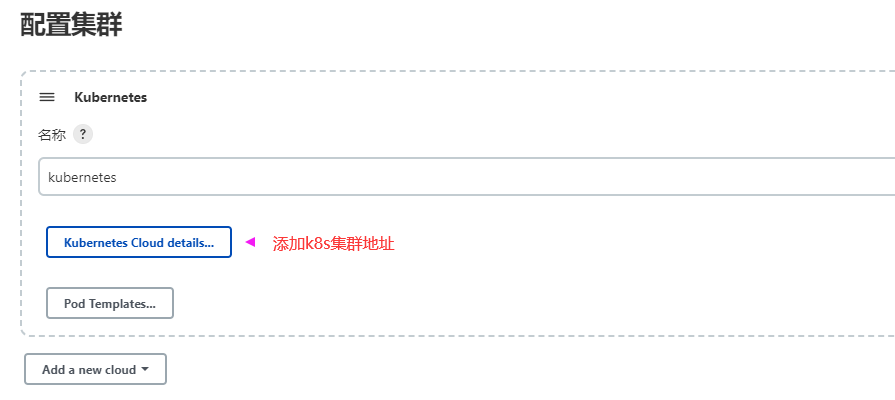 配置集群
Kubernetes
名称 ?
kubernetes
Kubernetes Cloud details...
添加k8s集群地址
Pod Templates...
Add a new cloud